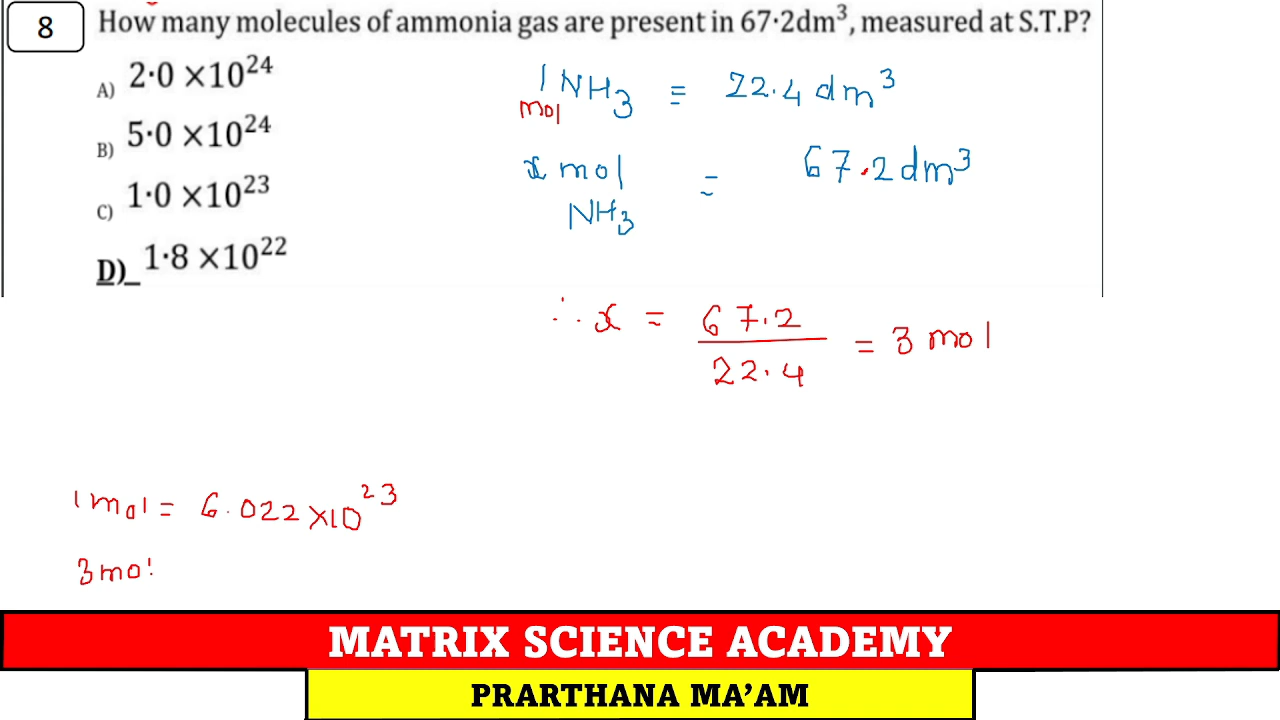 8 How many molecules of ammonia gas are present in 67·2dm³, measured at S.T.P?
A) 2·0 ×10²⁴
B) 5·0 ×10²⁴
C) 1·0 ×10²³
D)_ 1·8 ×10²²
1 NH₃ ≡ 22.4 dm³
mol
x mol = 67.2 dm³
NH₃
∴ x = 67.2 / 22.4 = 3 mol
1 mol = 6.022 ×10²³
3 mol
MATRIX SCIENCE ACADEMY
PRARTHANA MA’AM